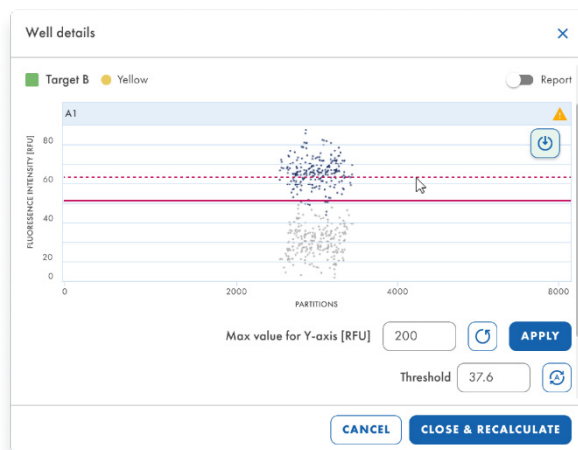 Well details
Target B Yellow Report
A1
FLUORESENCE INTENSITY [RFU]
80
60
40
20
0
0 2000 4000 8000
PARTITIONS
Max value for Y-axis [RFU] 200 APPLY
Threshold 37.6 A
CANCEL CLOSE & RECALCULATE